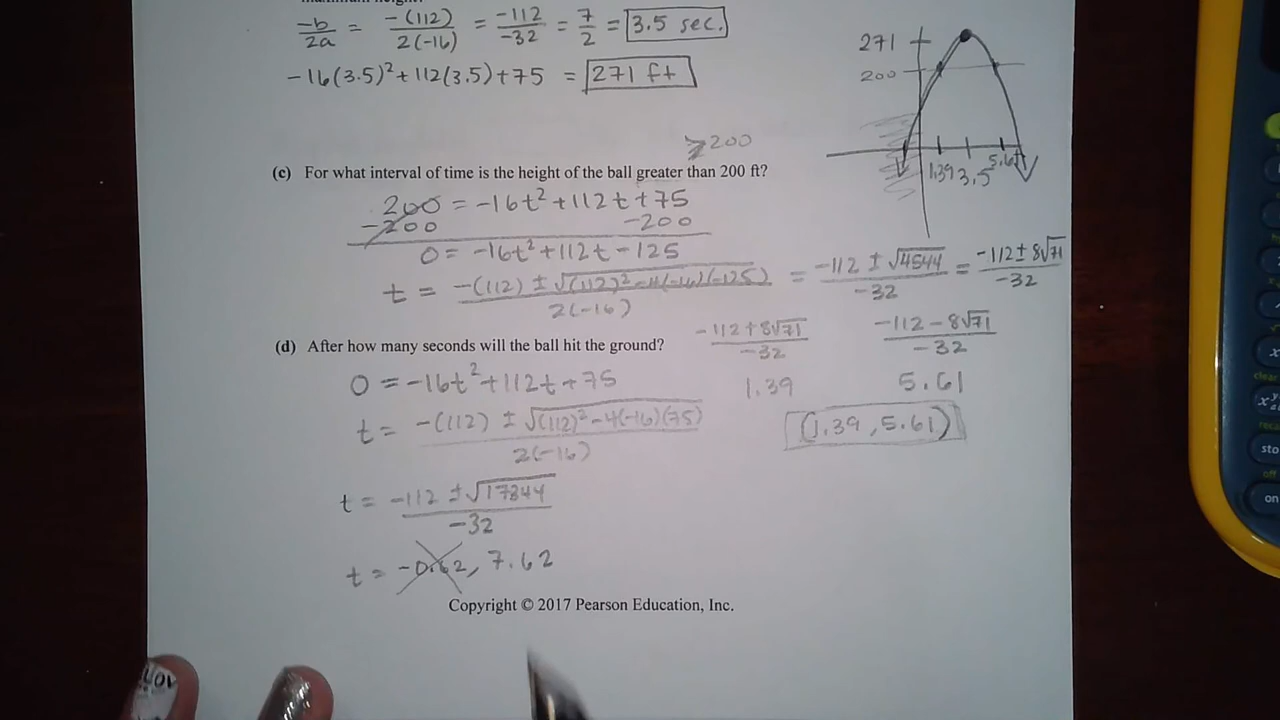 -b/2a = -(112)/2(-16) = -112/-32 = 7/2 = 3.5 sec.
-16(3.5)² + 112(3.5) + 75 = 271 ft
271
200
1.39 3.5 5.61
≥200
(c) For what interval of time is the height of the ball greater than 200 ft?
200 = -16t² + 112t + 75
-200 -200
0 = -16t² + 112t - 125
t = -(112) ± √(112)² - 4(-16)(-125) / 2(-16) = -112 ± √4544 / -32 = -112 ± 8√71 / -32
-112 + 8√71 / -32 -112 - 8√71 / -32
1.39 5.61
(1.39, 5.61)
(d) After how many seconds will the ball hit the ground?
0 = -16t² + 112t + 75
t = -(112) ± √(112)² - 4(-16)(75) / 2(-16)
t = -112 ± √17344 / -32
t = -0.62, 7.62
Copyright © 2017 Pearson Education, Inc.
sto
on